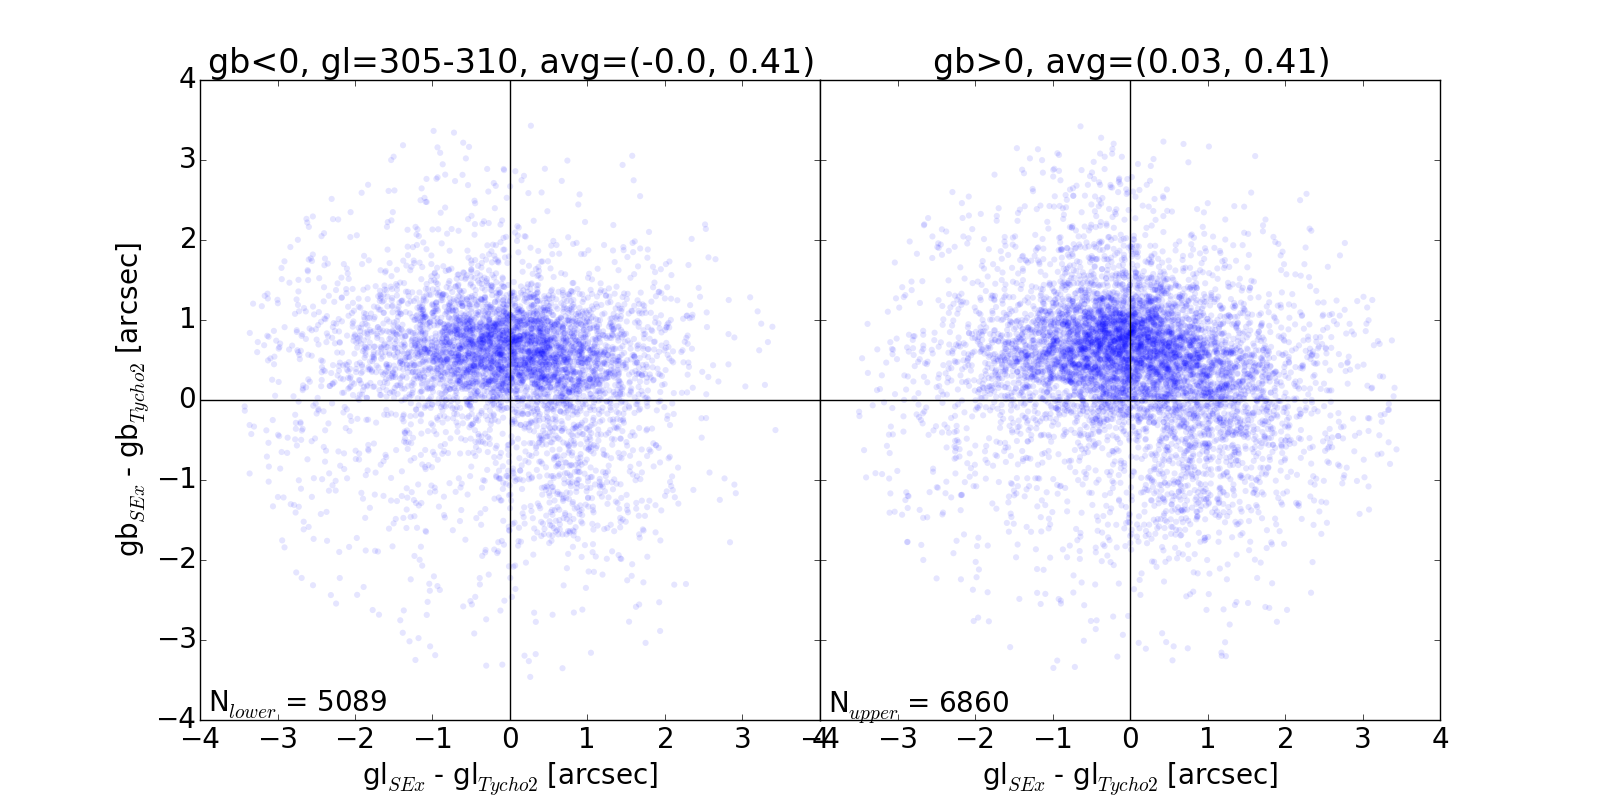 gb<0, gl=305-310, avg=(-0.0, 0.41)
gb>0, avg=(0.03, 0.41)
4
3
2
1
0
−1
−2
−3
−4
gb_SEx - gb_Tycho2 [arcsec]
N_lower = 5089
N_upper = 6860
−4 −3 −2 −1 0 1 2 3 4
−4 −3 −2 −1 0 1 2 3 4
gl_SEx - gl_Tycho2 [arcsec]
gl_SEx - gl_Tycho2 [arcsec]